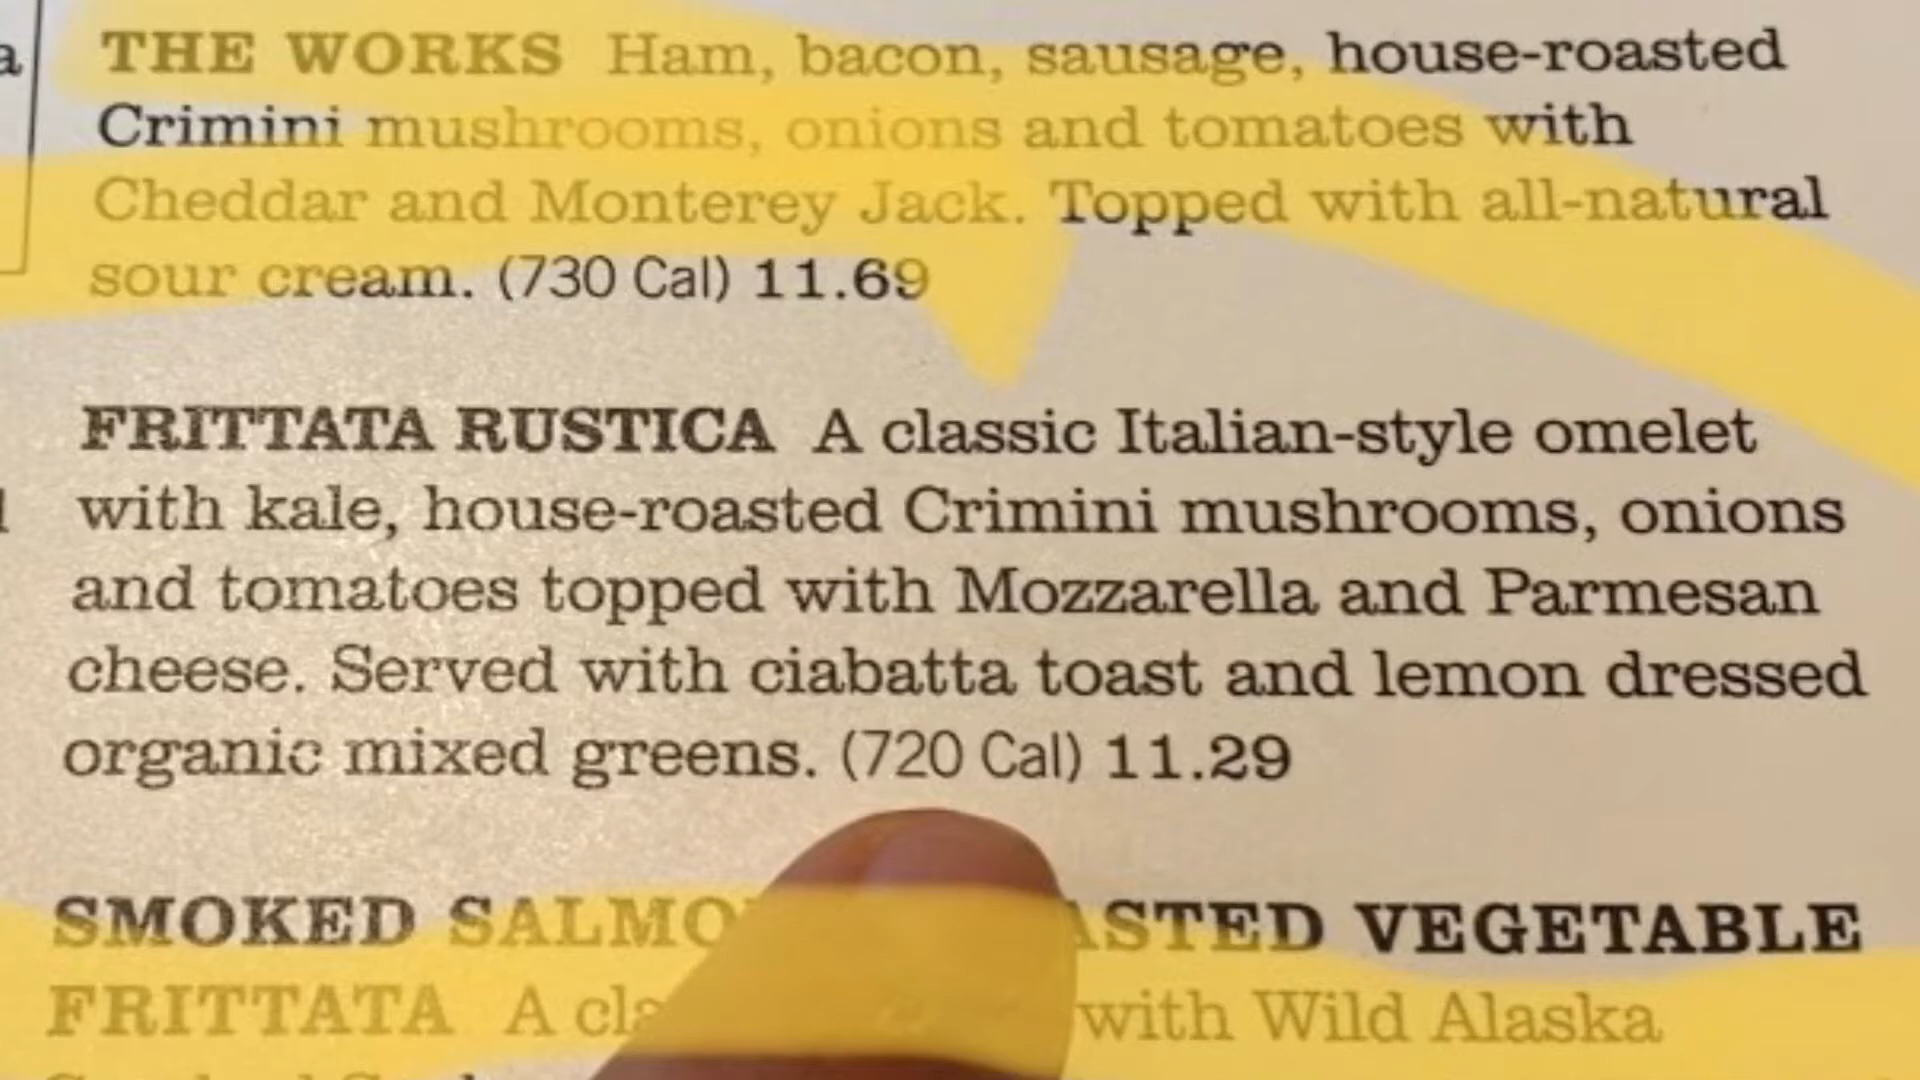 a
THE WORKS Ham, bacon, sausage, house-roasted
Crimini mushrooms, onions and tomatoes with
Cheddar and Monterey Jack. Topped with all-natural
sour cream. (730 Cal) 11.69
FRITTATA RUSTICA A classic Italian-style omelet
with kale, house-roasted Crimini mushrooms, onions
and tomatoes topped with Mozzarella and Parmesan
cheese. Served with ciabatta toast and lemon dressed
organic mixed greens. (720 Cal) 11.29
SMOKED VEGETABLE
FRITTATA A with Wild Alaska